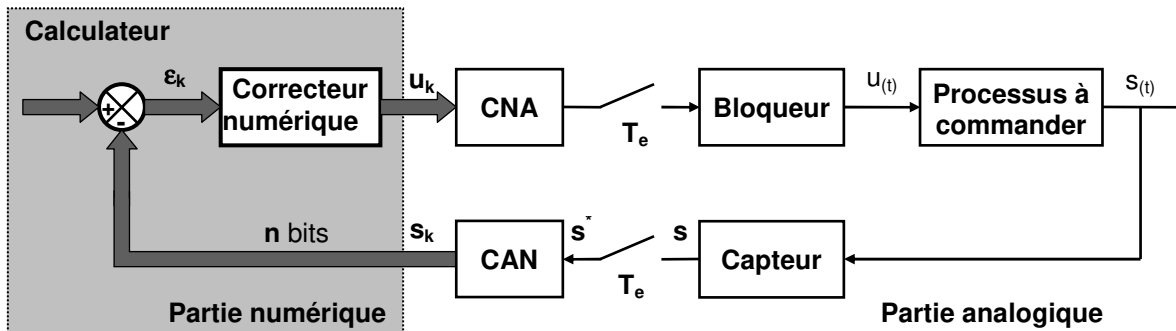 Calculateur
εk
Correcteur
numérique
uk
CNA
Te
Bloqueur
u(t)
Processus à
commander
s(t)
+
-
n bits
sk
CAN
s*
Te
s
Capteur
Partie numérique
Partie analogique